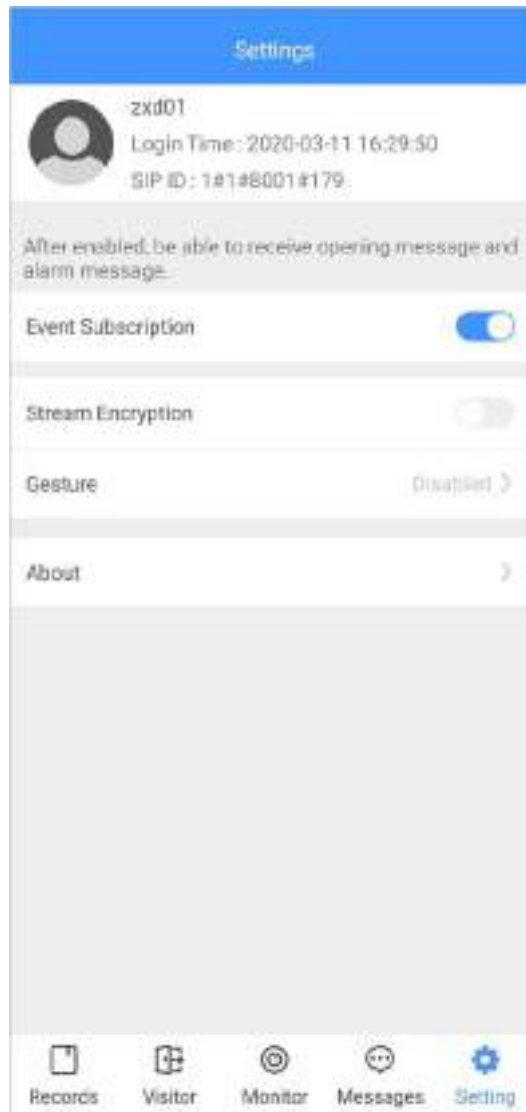 Settings
zxd01
Login Time : 2020-03-11 16:29:50
SIP ID : 1#1#8001#179
After enabled, be able to receive opening message and
alarm message.
Event Subscription
Stream Encryption
Gesture Disabled >
About >
Records Visitor Monitor Messages Setting